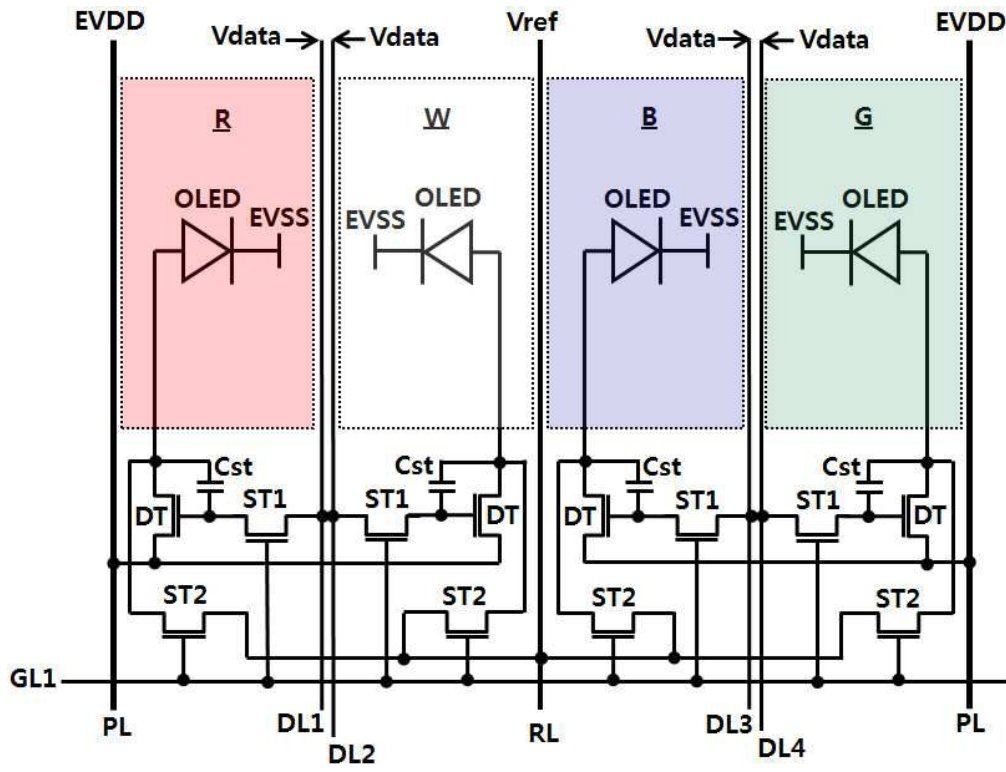 EVDD Vdata Vdata Vref Vdata Vdata EVDD
R W B G
OLED OLED OLED OLED
EVSS EVSS EVSS EVSS
Cst Cst Cst Cst
ST1 ST1 ST1 ST1
DT DT DT DT
ST2 ST2 ST2 ST2
GL1
PL DL1 DL2 RL DL3 DL4 PL